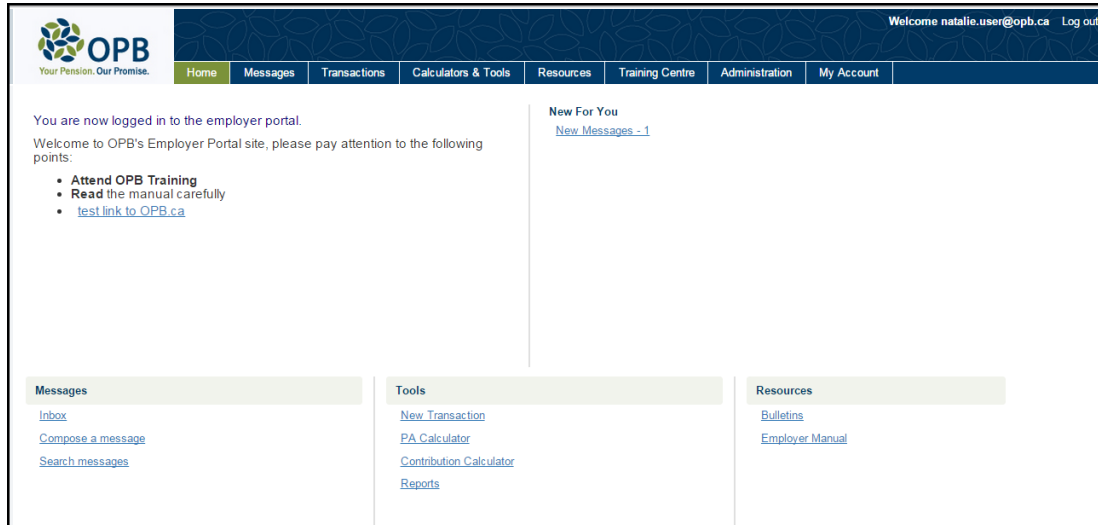 Welcome natalie.user@opb.ca Log out
OPB
Your Pension. Our Promise.
Home Messages Transactions Calculators & Tools Resources Training Centre Administration My Account
You are now logged in to the employer portal.
Welcome to OPB's Employer Portal site, please pay attention to the following
points:
• Attend OPB Training
• Read the manual carefully
• test link to OPB.ca
New For You
New Messages - 1
Messages
Inbox
Compose a message
Search messages
Tools
New Transaction
PA Calculator
Contribution Calculator
Reports
Resources
Bulletins
Employer Manual